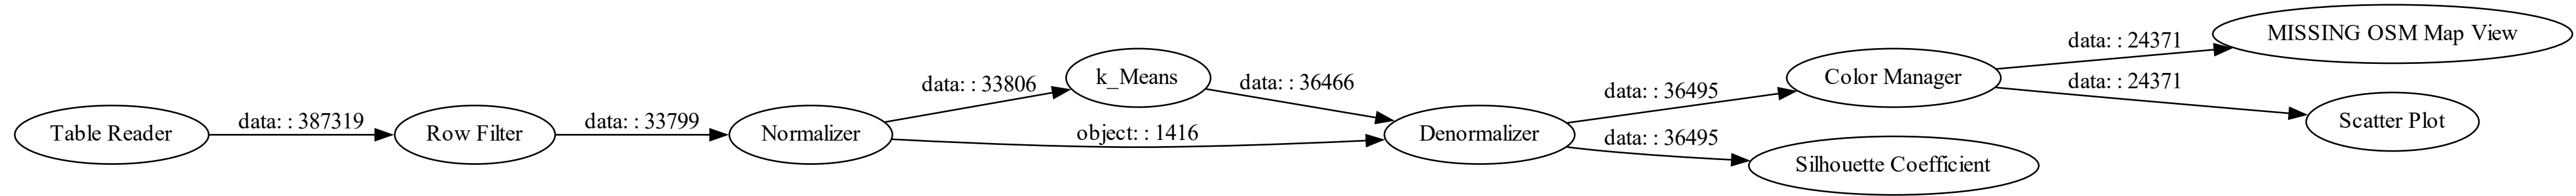 Table Reader
data: : 387319
Row Filter
data: : 33799
Normalizer
data: : 33806
k_Means
data: : 36466
object: : 1416
Denormalizer
data: : 36495
Color Manager
data: : 24371
MISSING OSM Map View
data: : 24371
Scatter Plot
data: : 36495
Silhouette Coefficient